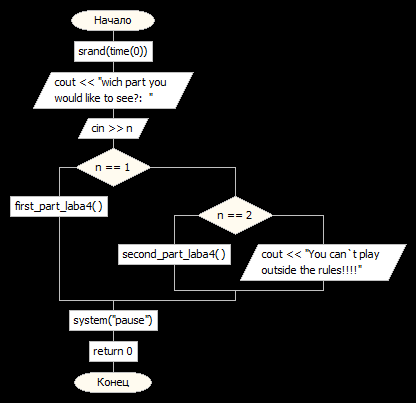 Начало
srand(time(0))
cout << "wich part you
would like to see?:  "
cin >> n
n == 1
first_part_laba4( )
n == 2
second_part_laba4( )
cout << "You can`t play
outside the rules!!!!"
system("pause")
return 0
Конец